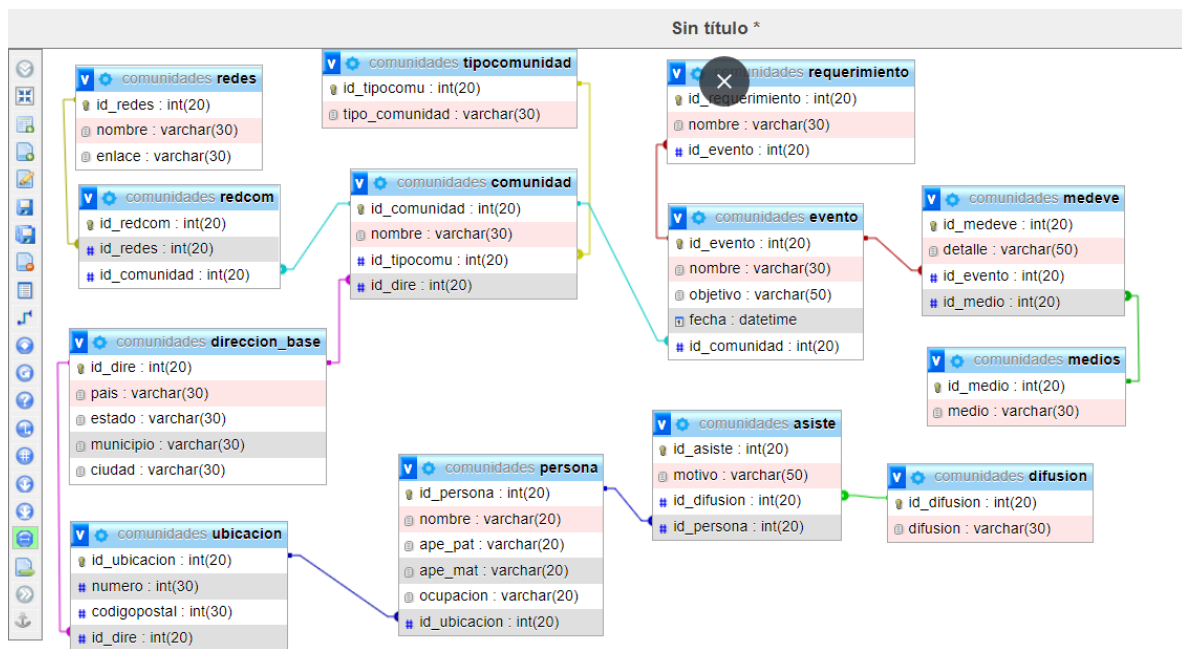 Sin título *
comunidades redes
id_redes : int(20)
nombre : varchar(30)
enlace : varchar(30)
comunidades tipocomunidad
id_tipocomu : int(20)
tipo_comunidad : varchar(30)
nidades requerimiento
id_requerimiento : int(20)
nombre : varchar(30)
id_evento : int(20)
comunidades redcom
id_redcom : int(20)
id_redes : int(20)
id_comunidad : int(20)
comunidades comunidad
id_comunidad : int(20)
nombre : varchar(30)
id_tipocomu : int(20)
id_dire : int(20)
comunidades evento
id_evento : int(20)
nombre : varchar(30)
objetivo : varchar(50)
fecha : datetime
id_comunidad : int(20)
comunidades medeve
id_medeve : int(20)
detalle : varchar(50)
id_evento : int(20)
id_medio : int(20)
comunidades direccion_base
id_dire : int(20)
pais : varchar(30)
estado : varchar(30)
municipio : varchar(30)
ciudad : varchar(30)
comunidades medios
id_medio : int(20)
medio : varchar(30)
comunidades persona
id_persona : int(20)
nombre : varchar(20)
ape_pat : varchar(20)
ape_mat : varchar(20)
ocupacion : varchar(20)
id_ubicacion : int(20)
comunidades asiste
id_asiste : int(20)
motivo : varchar(50)
id_difusion : int(20)
id_persona : int(20)
comunidades difusion
id_difusion : int(20)
difusion : varchar(30)
comunidades ubicacion
id_ubicacion : int(20)
numero : int(30)
codigopostal : int(30)
id_dire : int(20)